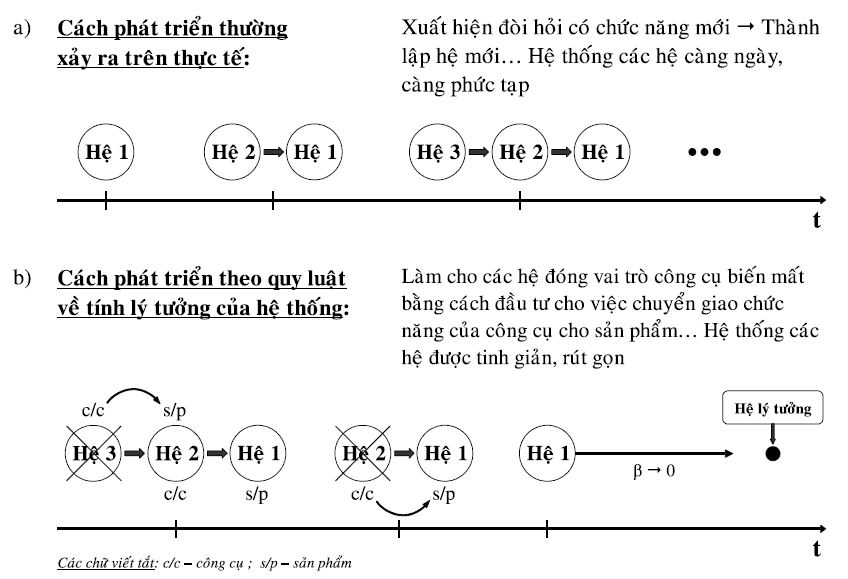 a) Cách phát triển thường
xảy ra trên thực tế:
Xuất hiện đòi hỏi có chức năng mới → Thành
lập hệ mới... Hệ thống các hệ càng ngày,
càng phức tạp
Hệ 1
Hệ 2 Hệ 1
Hệ 3 Hệ 2 Hệ 1 •••
t
b) Cách phát triển theo quy luật
về tính lý tưởng của hệ thống:
Làm cho các hệ đóng vai trò công cụ biến mất
bằng cách đầu tư cho việc chuyển giao chức
năng của công cụ cho sản phẩm... Hệ thống các
hệ được tinh giản, rút gọn
c/c s/p
Hệ 3 Hệ 2 Hệ 1
c/c s/p
Hệ 2 Hệ 1
c/c s/p
Hệ 1
β → 0
Hệ lý tưởng
t
Các chữ viết tắt: c/c – công cụ ; s/p – sản phẩm